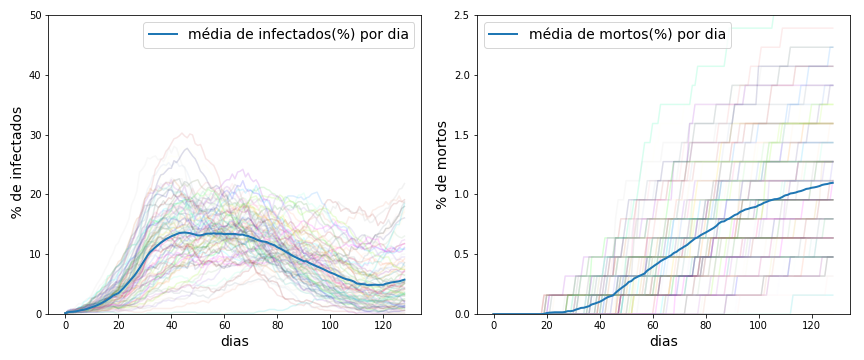 50
40
30
20
10
0
% de infectados
média de infectados(%) por dia
0 20 40 60 80 100 120
dias
2.5
2.0
1.5
1.0
0.5
0.0
% de mortos
média de mortos(%) por dia
0 20 40 60 80 100 120
dias